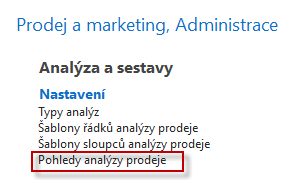 Prodej a marketing, Administrace
Analýza a sestavy
Nastavení
Typy analýz
Šablony řádků analýzy prodeje
Šablony sloupců analýzy prodeje
Pohledy analýzy prodeje